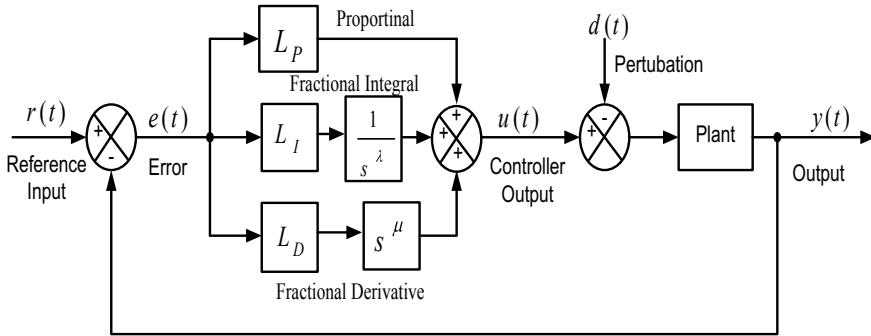 Proportinal
d(t)
L_P
Pertubation
Fractional Integral
r(t)
e(t)
u(t)
y(t)
+
-
L_I
1
s^λ
+
+
+
+
-
Plant
Reference
Input
Error
Controller
Output
Output
L_D
s^μ
Fractional Derivative